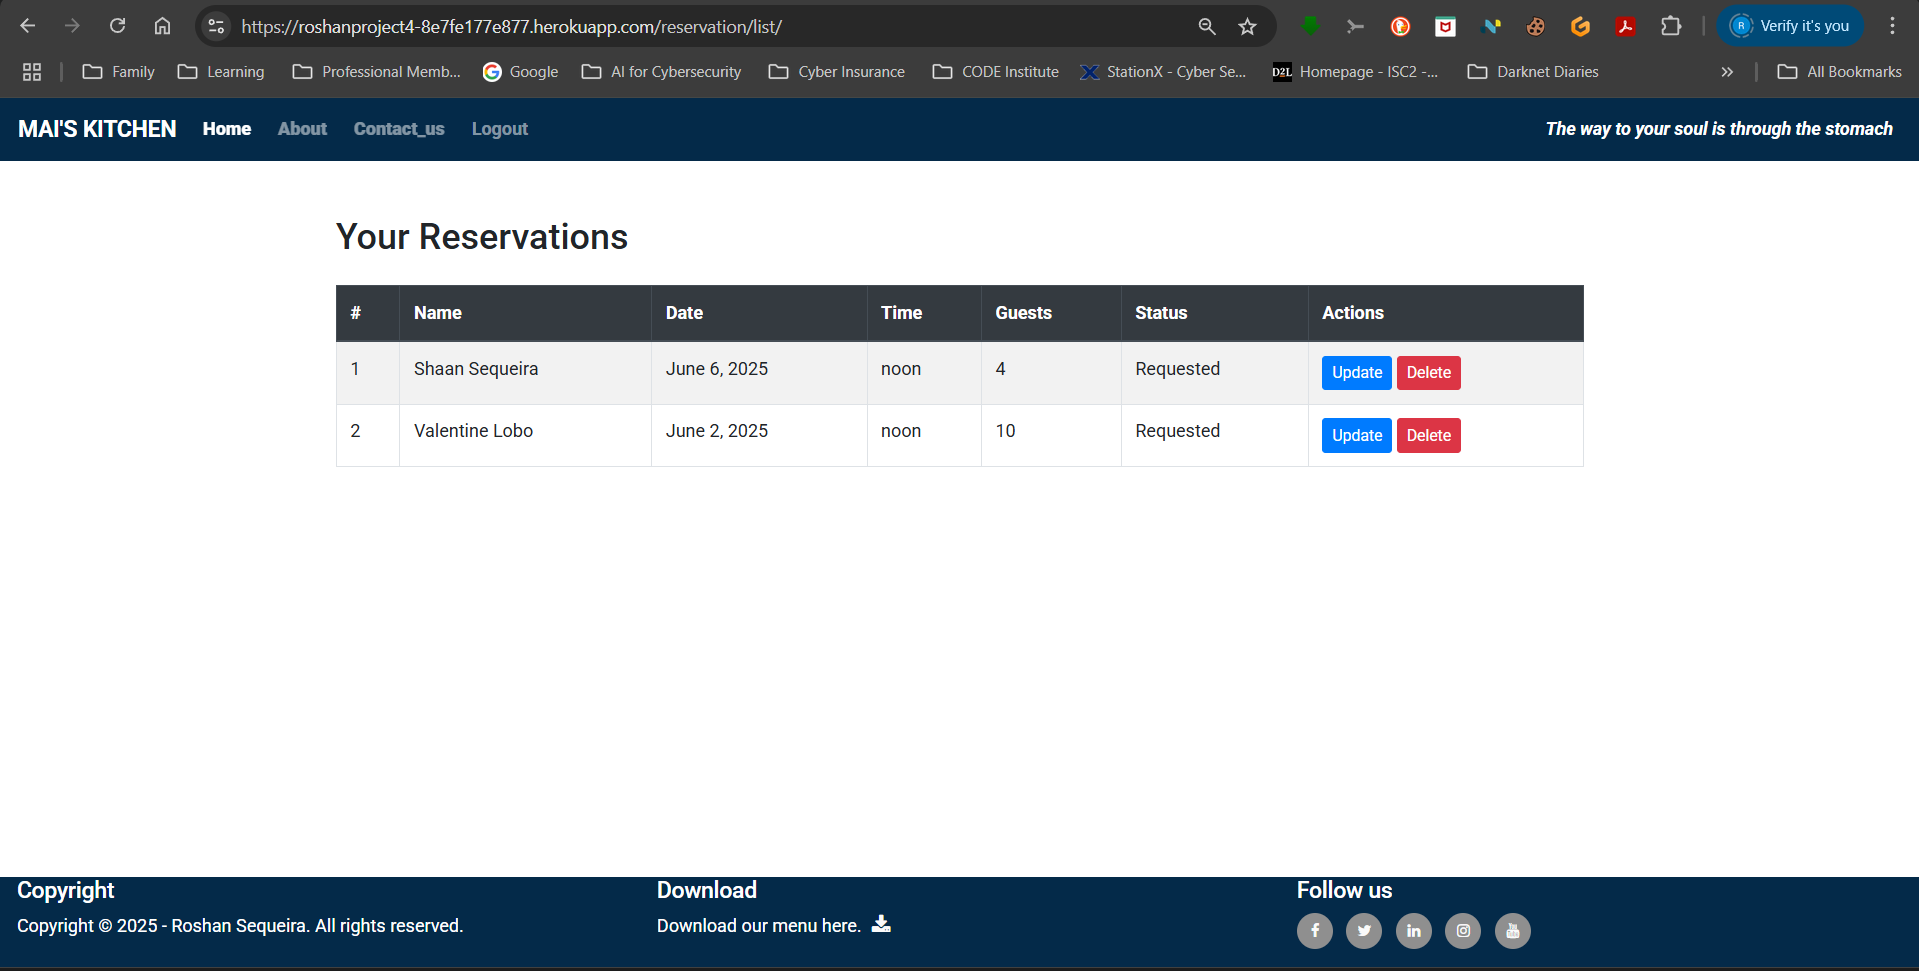 https://roshanproject4-8e7fe177e877.herokuapp.com/reservation/list/
R Verify it's you
Family Learning Professional Memb... G Google AI for Cybersecurity Cyber Insurance CODE Institute X StationX - Cyber Se... D2L Homepage - ISC2 -... Darknet Diaries » All Bookmarks
MAI'S KITCHEN Home About Contact_us Logout The way to your soul is through the stomach
Your Reservations
# Name Date Time Guests Status Actions
1 Shaan Sequeira June 6, 2025 noon 4 Requested Update Delete
2 Valentine Lobo June 2, 2025 noon 10 Requested Update Delete
Copyright Download Follow us
Copyright © 2025 - Roshan Sequeira. All rights reserved. Download our menu here.